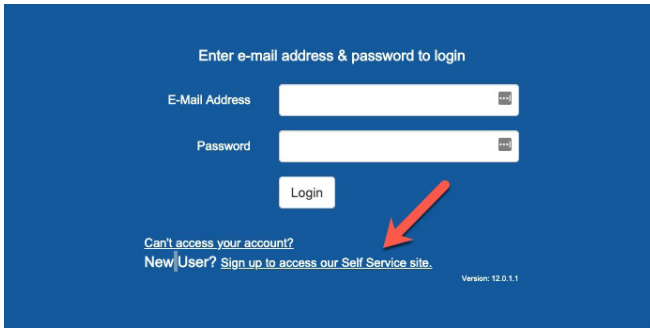 Enter e-mail address & password to login
E-Mail Address
Password
Login
Can't access your account?
New User? Sign up to access our Self Service site.
Version: 12.0.1.1